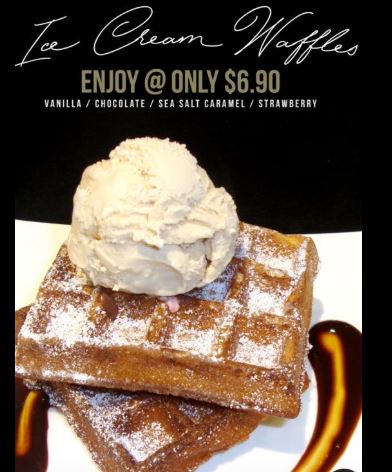 Ice Cream Waffles
ENJOY @ ONLY $6.90
VANILLA / CHOCOLATE / SEA SALT CARAMEL / STRAWBERRY